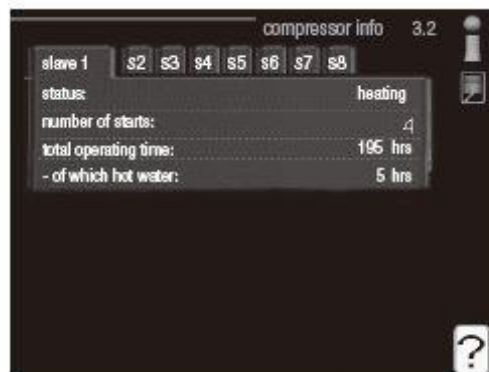 compressor info 3.2
slave 1 s2 s3 s4 s5 s6 s7 s8
status: heating
number of starts: 4
total operating time: 195 hrs
- of which hot water: 5 hrs
?